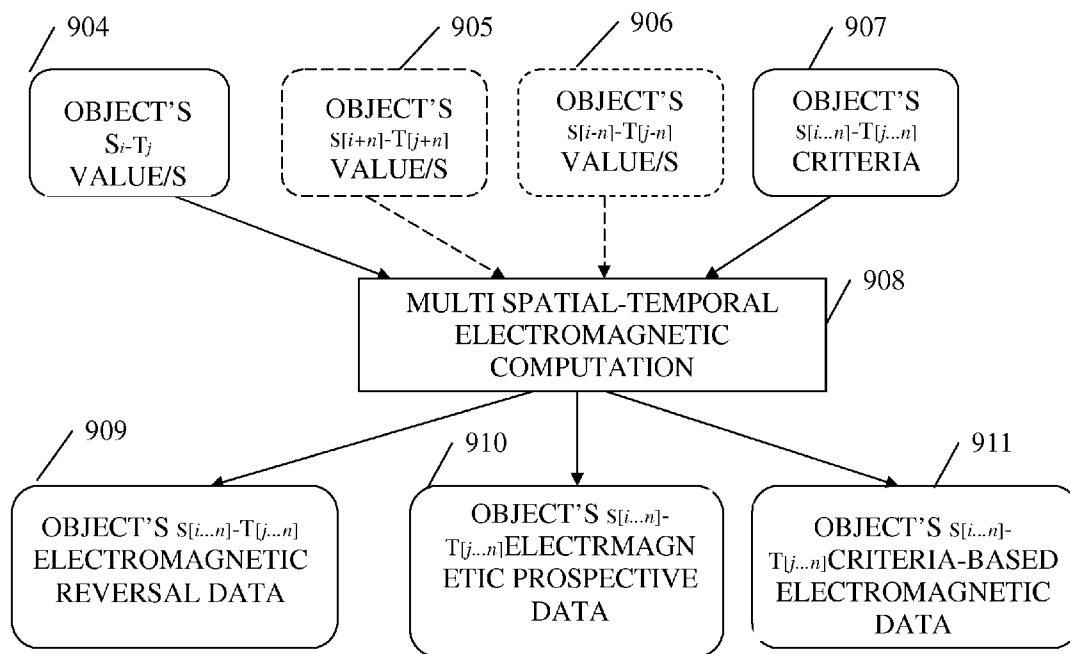 904
905
906
907
OBJECT'S
Si-Tj
VALUE/S
OBJECT'S
S[i+n]-T[j+n]
VALUE/S
OBJECT'S
S[i-n]-T[j-n]
VALUE/S
OBJECT'S
S[i...n]-T[j...n]
CRITERIA
908
MULTI SPATIAL-TEMPORAL
ELECTROMAGNETIC
COMPUTATION
909
910
911
OBJECT'S S[i...n]-T[j...n]
ELECTROMAGNETIC
REVERSAL DATA
OBJECT'S S[i...n]-
T[j...n]ELECTRMAGN
ETIC PROSPECTIVE
DATA
OBJECT'S S[i...n]-
T[j...n]CRITERIA-BASED
ELECTROMAGNETIC
DATA